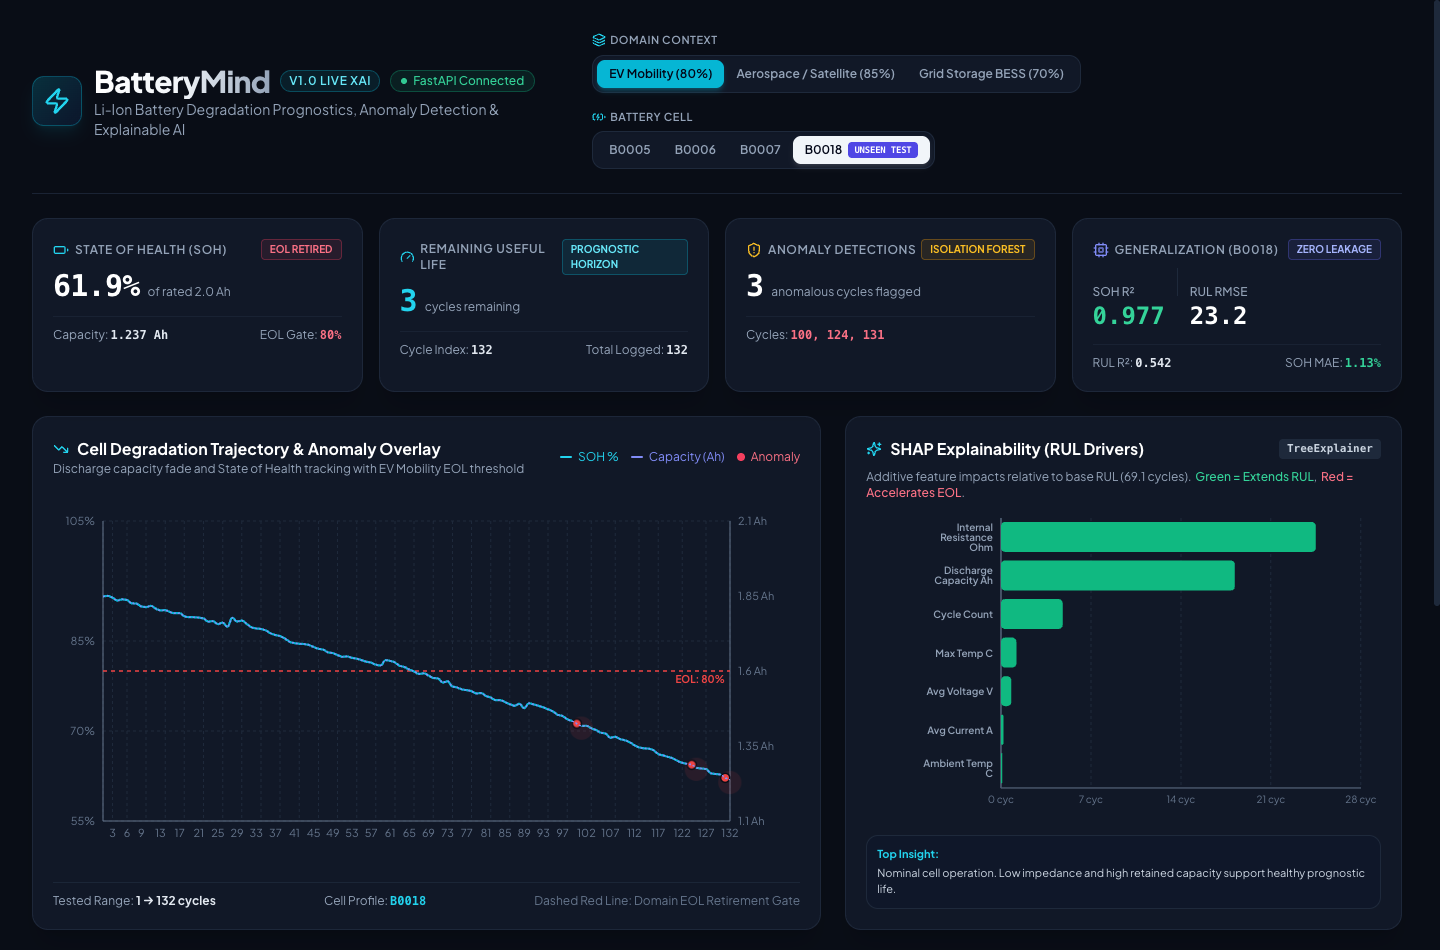 BatteryMind V1.0 LIVE XAI FastAPI Connected
Li-Ion Battery Degradation Prognostics, Anomaly Detection &
Explainable AI
DOMAIN CONTEXT
EV Mobility (80%) Aerospace / Satellite (85%) Grid Storage BESS (70%)
BATTERY CELL
B0005 B0006 B0007 B0018 UNSEEN TEST
STATE OF HEALTH (SOH) EOL RETIRED
61.9% of rated 2.0 Ah
Capacity: 1.237 Ah EOL Gate: 80%
REMAINING USEFUL
LIFE
PROGNOSTIC
HORIZON
3 cycles remaining
Cycle Index: 132 Total Logged: 132
ANOMALY DETECTIONS ISOLATION FOREST
3 anomalous cycles flagged
Cycles: 100, 124, 131
GENERALIZATION (B0018) ZERO LEAKAGE
SOH R² RUL RMSE
0.977 23.2
RUL R²: 0.542 SOH MAE: 1.13%
Cell Degradation Trajectory & Anomaly Overlay
Discharge capacity fade and State of Health tracking with EV Mobility EOL threshold
SOH % Capacity (Ah) Anomaly
105% 2.1 Ah
1.85 Ah
85%
1.6 Ah
EOL: 80%
70%
1.35 Ah
55% 1.1 Ah
3 6 9 13 17 21 25 29 33 37 41 45 49 53 57 61 65 69 73 77 81 85 89 93 97 102 107 112 117 122 127 132
Tested Range: 1 → 132 cycles Cell Profile: B0018 Dashed Red Line: Domain EOL Retirement Gate
SHAP Explainability (RUL Drivers) TreeExplainer
Additive feature impacts relative to base RUL (69.1 cycles). Green = Extends RUL, Red =
Accelerates EOL.
Internal
Resistance
Ohm
Discharge
Capacity Ah
Cycle Count
Max Temp C
Avg Voltage V
Avg Current A
Ambient Temp
C
0 cyc 7 cyc 14 cyc 21 cyc 28 cyc
Top Insight:
Nominal cell operation. Low impedance and high retained capacity support healthy prognostic
life.